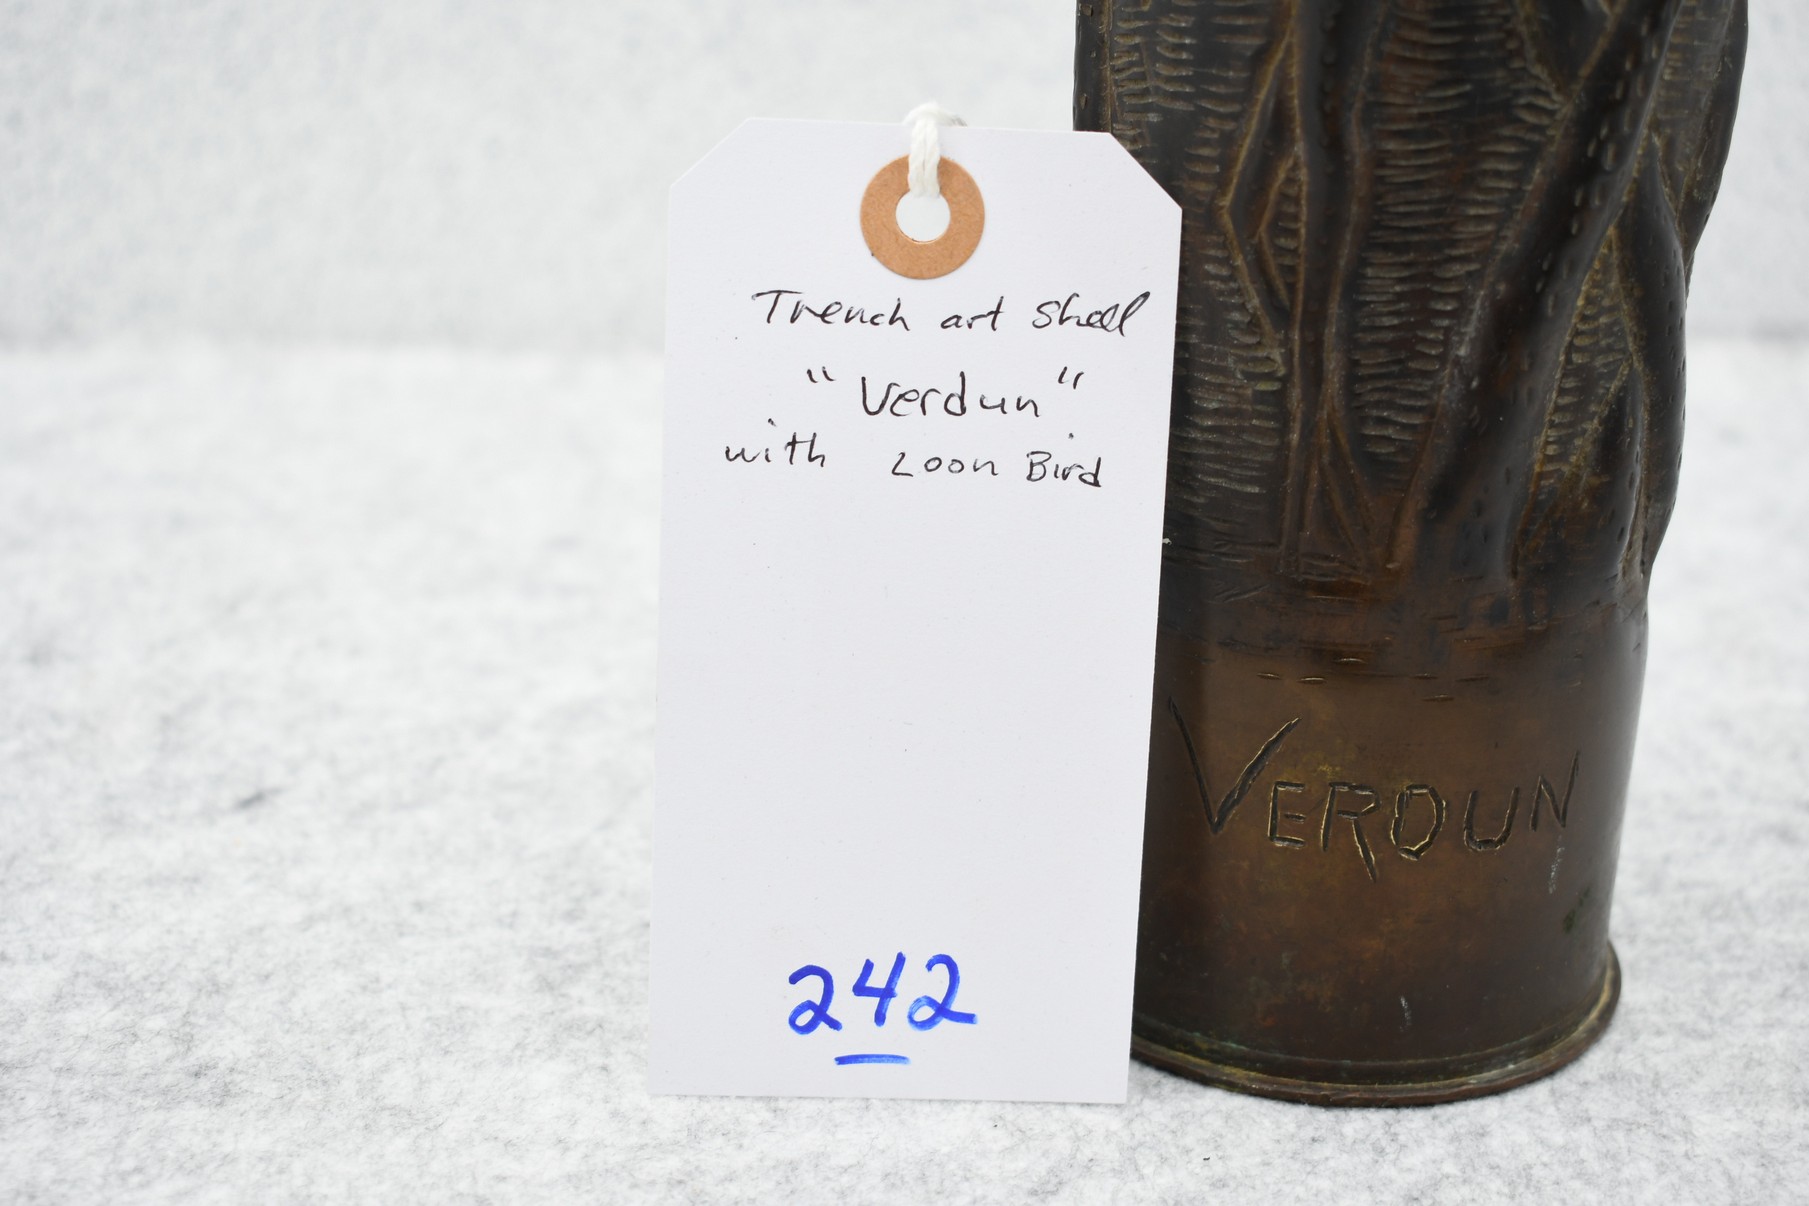 Trench art Shell
"Verdun"
with Loon Bird
242
VERDUN